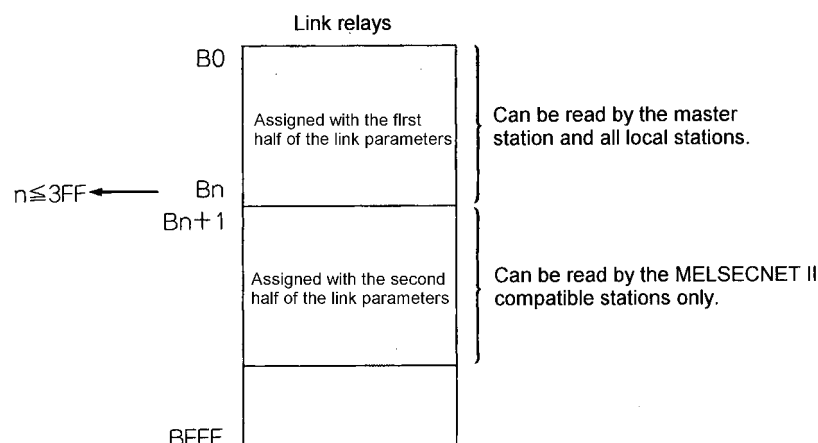 Link relays
B0
Assigned with the first
half of the link parameters
Can be read by the master
station and all local stations.
n≦3FF
Bn
Bn+1
Assigned with the second
half of the link parameters
Can be read by the MELSECNET II
compatible stations only.